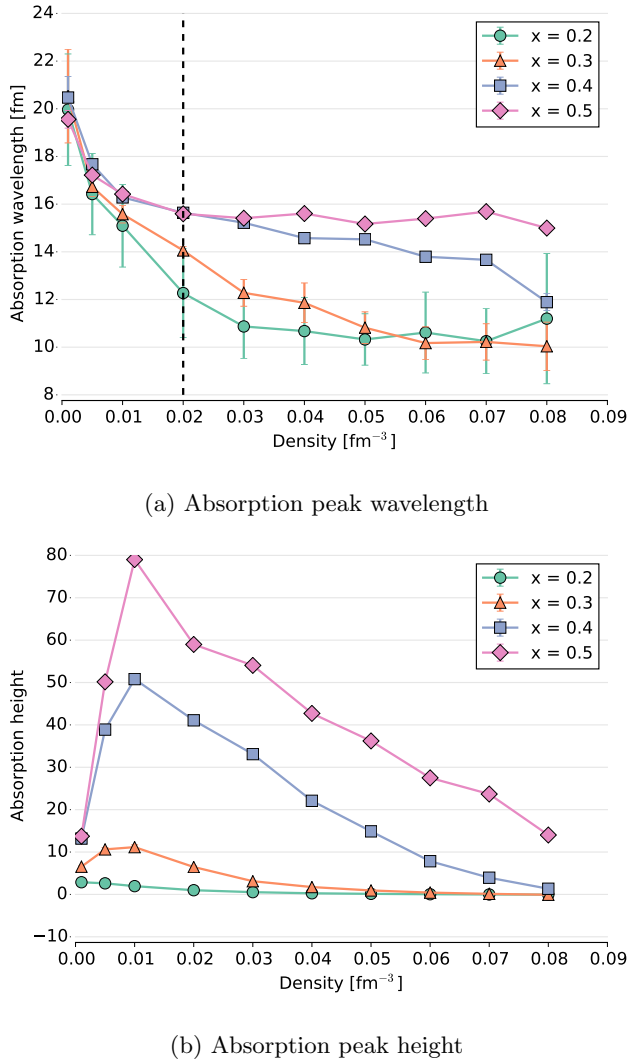 24
22
20
18
16
14
12
10
8
Absorption wavelength [fm]
x = 0.2
x = 0.3
x = 0.4
x = 0.5
0.00 0.01 0.02 0.03 0.04 0.05 0.06 0.07 0.08 0.09
Density [fm⁻³]
(a) Absorption peak wavelength
80
70
60
50
40
30
20
10
0
−10
Absorption height
x = 0.2
x = 0.3
x = 0.4
x = 0.5
0.00 0.01 0.02 0.03 0.04 0.05 0.06 0.07 0.08 0.09
Density [fm⁻³]
(b) Absorption peak height